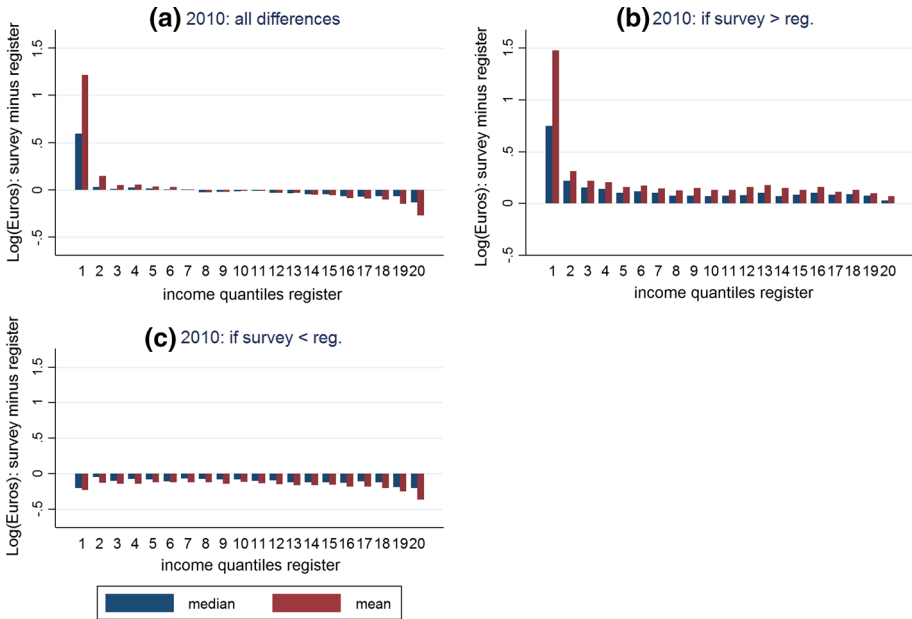 (a) 2010: all differences
Log(Euros): survey minus register
1.5
1
.5
0
-.5
1 2 3 4 5 6 7 8 9 10 11 12 13 14 15 16 17 18 19 20
income quantiles register
(b) 2010: if survey > reg.
Log(Euros): survey minus register
1.5
1
.5
0
-.5
1 2 3 4 5 6 7 8 9 10 11 12 13 14 15 16 17 18 19 20
income quantiles register
(c) 2010: if survey < reg.
Log(Euros): survey minus register
1.5
1
.5
0
-.5
1 2 3 4 5 6 7 8 9 10 11 12 13 14 15 16 17 18 19 20
income quantiles register
median mean